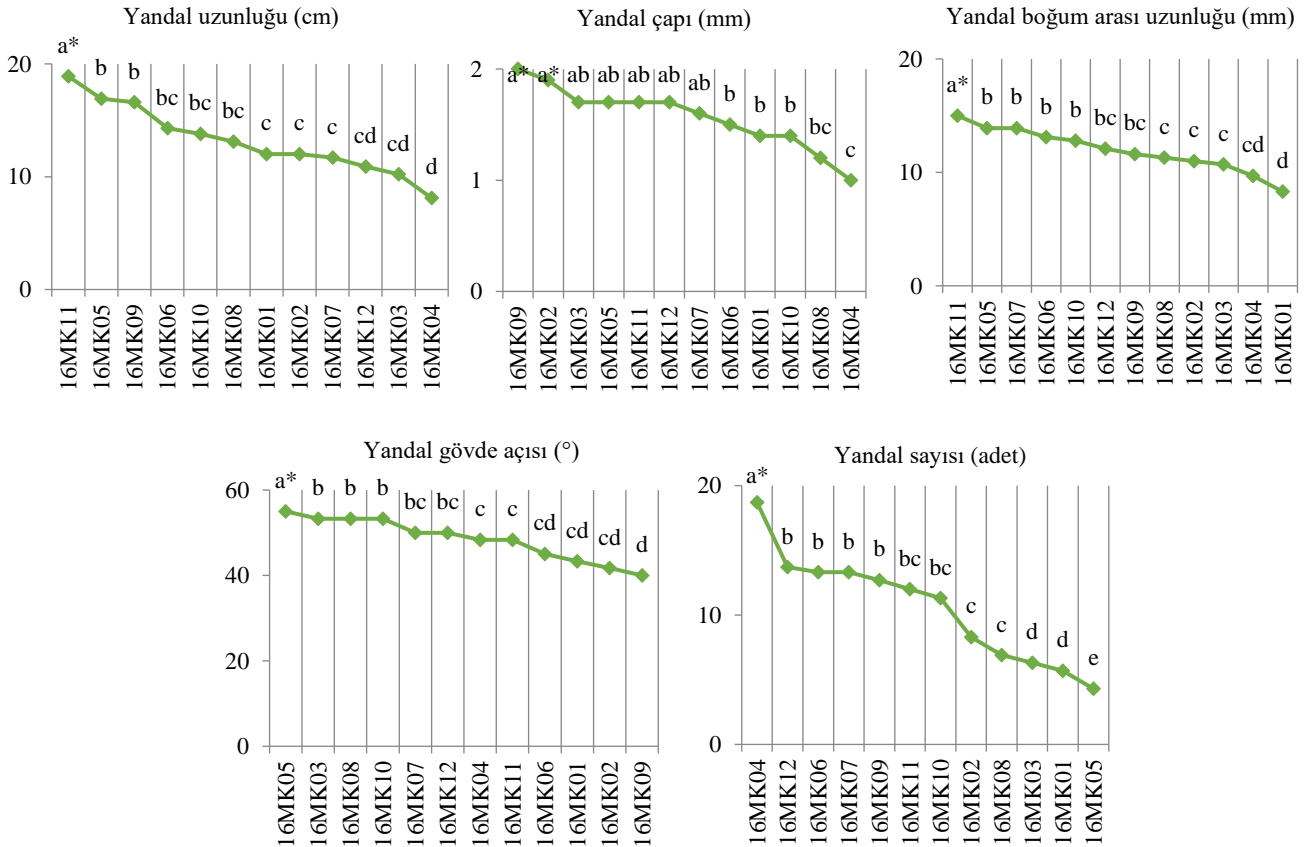 Yandal uzunluğu (cm)
20
10
0
a* b b bc bc bc c c c cd cd d
16MK11 16MK05 16MK09 16MK06 16MK10 16MK08 16MK01 16MK02 16MK07 16MK12 16MK03 16MK04
Yandal çapı (mm)
2
1
0
a* a* ab ab ab ab ab b b b bc c
16MK09 16MK02 16MK03 16MK05 16MK11 16MK12 16MK07 16MK06 16MK01 16MK10 16MK08 16MK04
Yandal boğum arası uzunluğu (mm)
20
10
0
a* b b b b bc bc c c c cd d
16MK11 16MK05 16MK07 16MK06 16MK10 16MK12 16MK09 16MK08 16MK02 16MK03 16MK04 16MK01
Yandal gövde açısı (°)
60
40
20
0
a* b b b bc bc c c cd cd cd d
16MK05 16MK03 16MK08 16MK10 16MK07 16MK12 16MK04 16MK11 16MK06 16MK01 16MK02 16MK09
Yandal sayısı (adet)
20
10
0
a* b b b b bc bc c c d d e
16MK04 16MK12 16MK06 16MK07 16MK09 16MK11 16MK10 16MK02 16MK08 16MK03 16MK01 16MK05